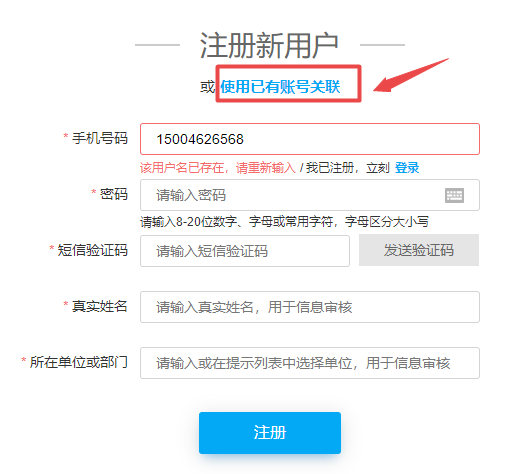 注册新用户
或 使用已有账号关联
* 手机号码 15004626568
该用户名已存在，请重新输入 / 我已注册，立刻 登录
* 密码 请输入密码
请输入8-20位数字、字母或常用字符，字母区分大小写
* 短信验证码 请输入短信验证码 发送验证码
* 真实姓名 请输入真实姓名，用于信息审核
* 所在单位或部门 请输入或在提示列表中选择单位，用于信息审核
注册